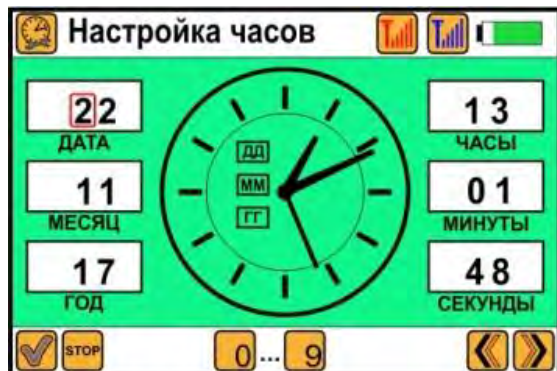 Настройка часов
22
ДАТА
11
МЕСЯЦ
17
ГОД
ДД
ММ
ГГ
13
ЧАСЫ
01
МИНУТЫ
48
СЕКУНДЫ
STOP
0 ... 9